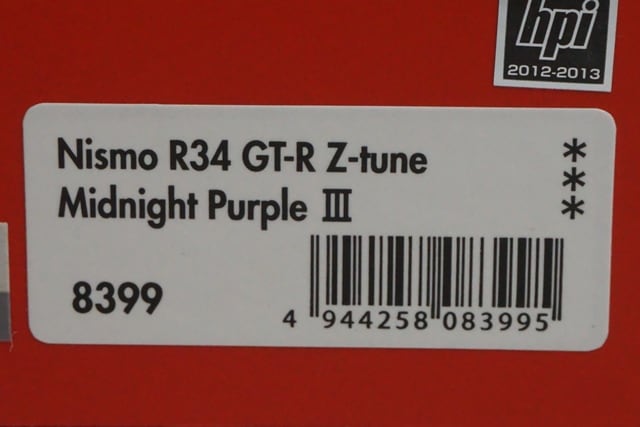 hpi
2012-2013
Nismo R34 GT-R Z-tune
Midnight Purple III
***
8399
4 944258 083995